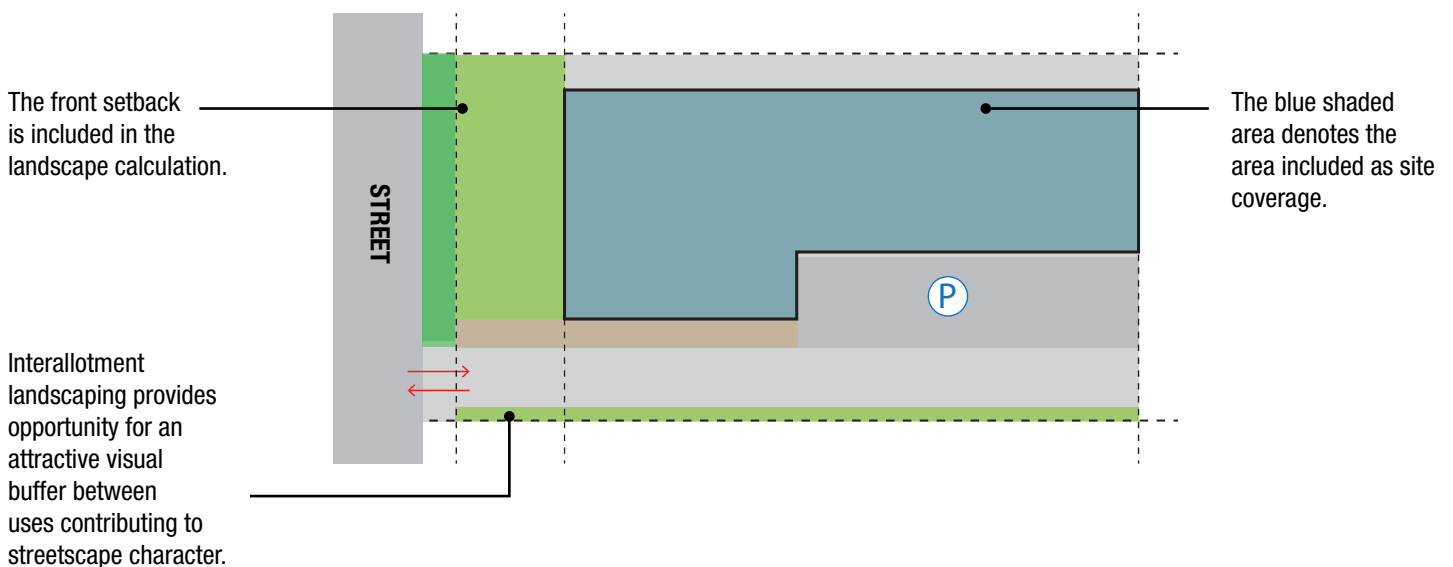 The front setback
is included in the
landscape calculation.
STREET
P
The blue shaded
area denotes the
area included as site
coverage.
Interallotment
landscaping provides
opportunity for an
attractive visual
buffer between
uses contributing to
streetscape character.